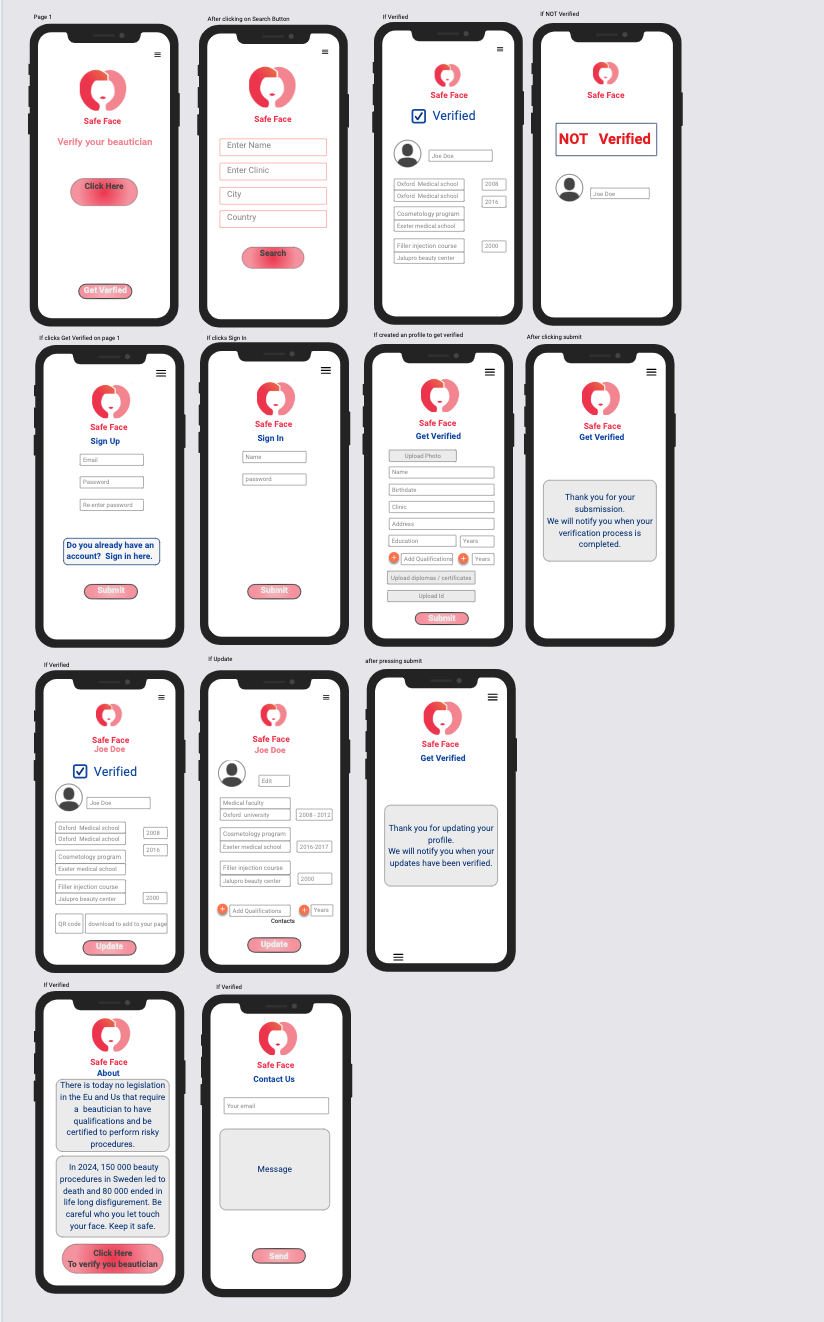 Page 1
Safe Face
Verify your beautician
Click Here
Get Verfied
After clicking on Search Button
Safe Face
Enter Name
Enter Clinic
City
Country
Search
If Verified
Safe Face
Verified
Joe Doe
Oxford Medical school
2008
Oxford Medical school
2016
Cosmetology program
Exeter medical school
Filler injection course
2000
Jalupro beauty center
If NOT Verified
Safe Face
NOT Verified
Joe Doe
If clicks Get Verified on page 1
Safe Face
Sign Up
Email
Password
Re-enter password
Do you already have an
account? Sign in here.
Submit
If clicks Sign In
Safe Face
Sign In
Name
password
Submit
If created an profile to get verified
Safe Face
Get Verified
Upload Photo
Name
Birthdate
Clinic
Address
Education
Years
+
Add Qualifications
+
Years
Upload diplomas / certificates
Upload Id
Submit
After clicking submit
Safe Face
Get Verified
Thank you for your
subsmission.
We will notify you when your
verification process is
completed.
If Verified
Safe Face
Joe Doe
Verified
Joe Doe
Oxford Medical school
2008
Oxford Medical school
2016
Cosmetology program
Exeter medical school
Filler injection course
2000
Jalupro beauty center
QR code
download to add to your page
Update
If Update
Safe Face
Joe Doe
Edit
Medical faculty
Oxford university
2008 - 2012
Cosmetology program
Exeter medical school
2016-2017
Filler injection course
2000
Jalupro beauty center
+
Add Qualifications
+
Years
Contacts
Update
after pressing submit
Safe Face
Get Verified
Thank you for updating your
profile.
We will notify you when your
updates have been verified.
If Verified
Safe Face
About
There is today no legislation
in the Eu and Us that require
a beautician to have
qualifications and be
certified to perform risky
procedures.
In 2024, 150 000 beauty
procedures in Sweden led to
death and 80 000 ended in
life long disfigurement. Be
careful who you let touch
your face. Keep it safe.
Click Here
To verify you beautician
If Verified
Safe Face
Contact Us
Your email
Message
Send